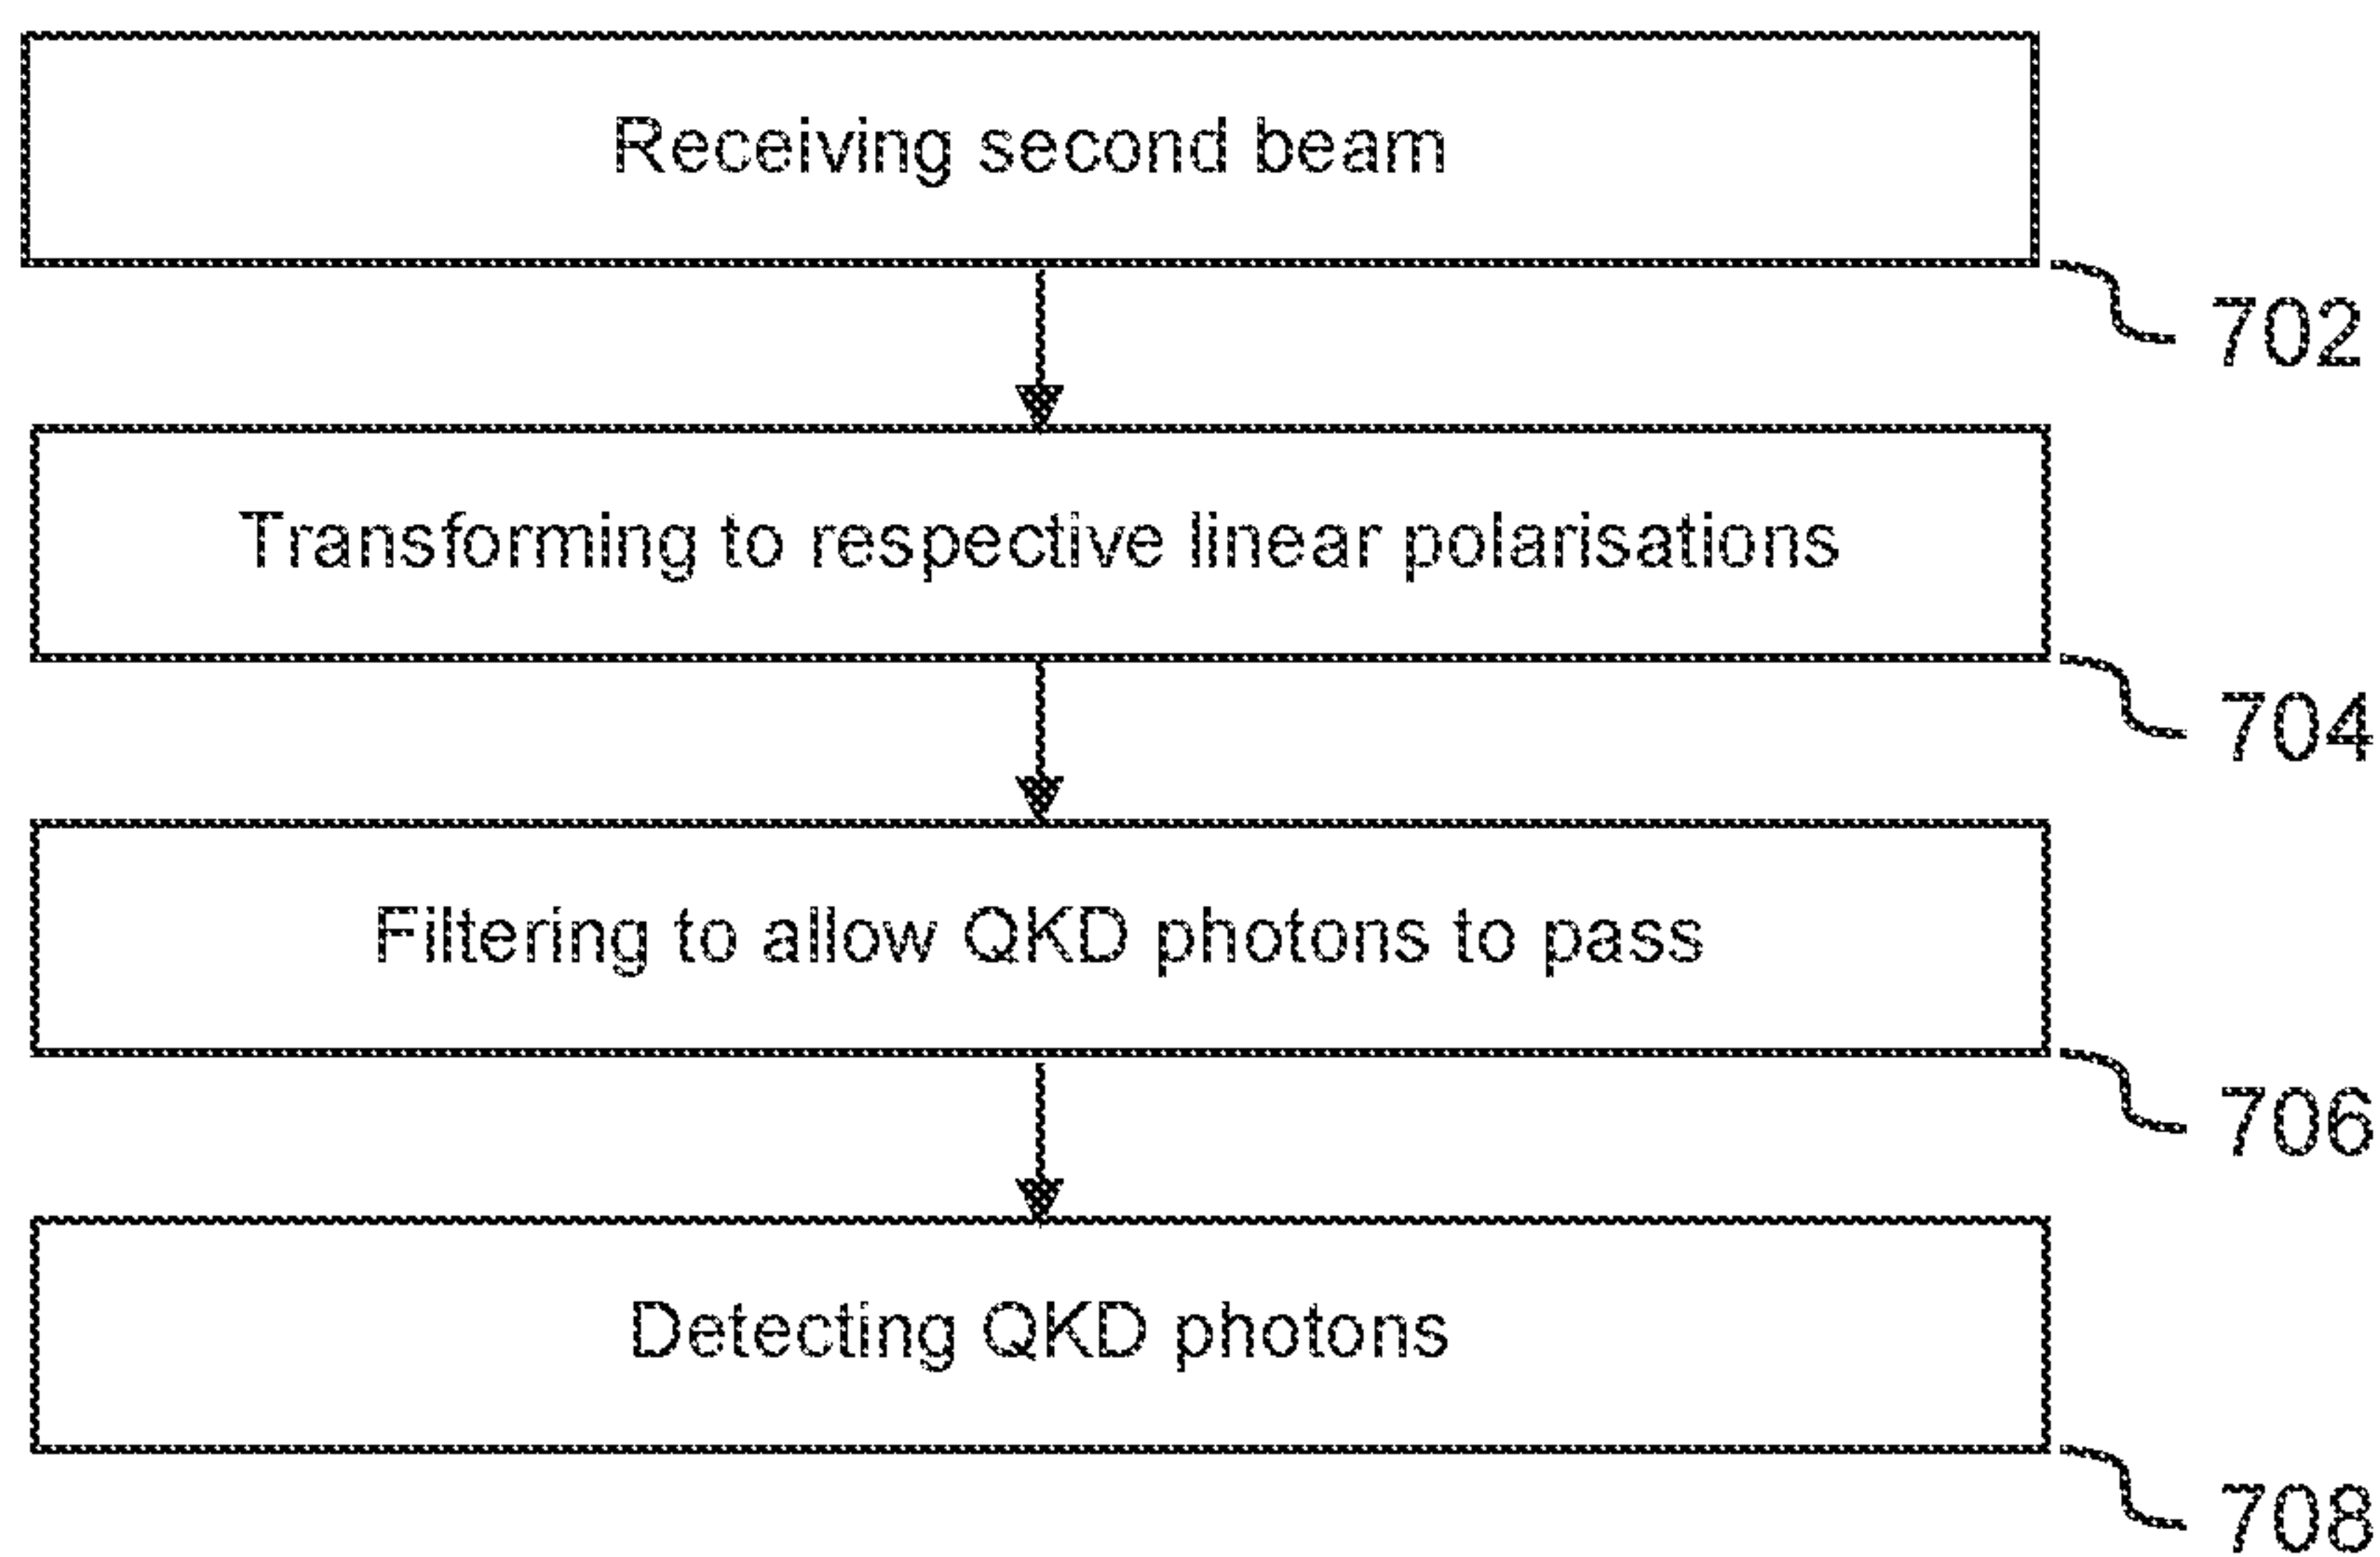 Receiving second beam
702
Transforming to respective linear polarisations
704
Filtering to allow QKD photons to pass
706
Detecting QKD photons
708